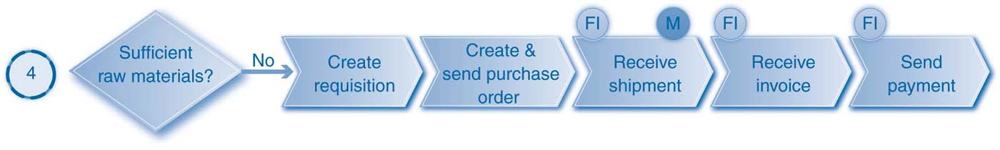 4
Sufficient
raw materials?
No
Create
requisition
Create &
send purchase
order
FI
M
Receive
shipment
FI
Receive
invoice
FI
Send
payment